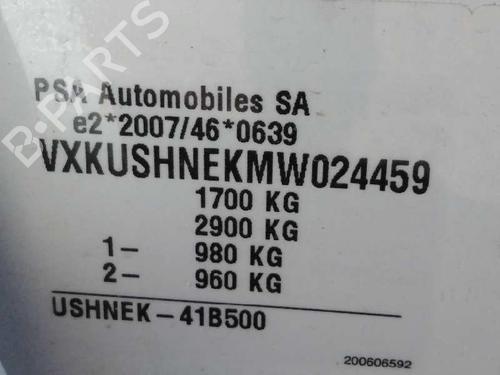 PSA Automobiles SA
e2*2007/46*0639
VXKUSHNEKMW024459
1700 KG
2900 KG
1- 980 KG
2- 960 KG
USHNEK-41B500
200606592
B-PARTS